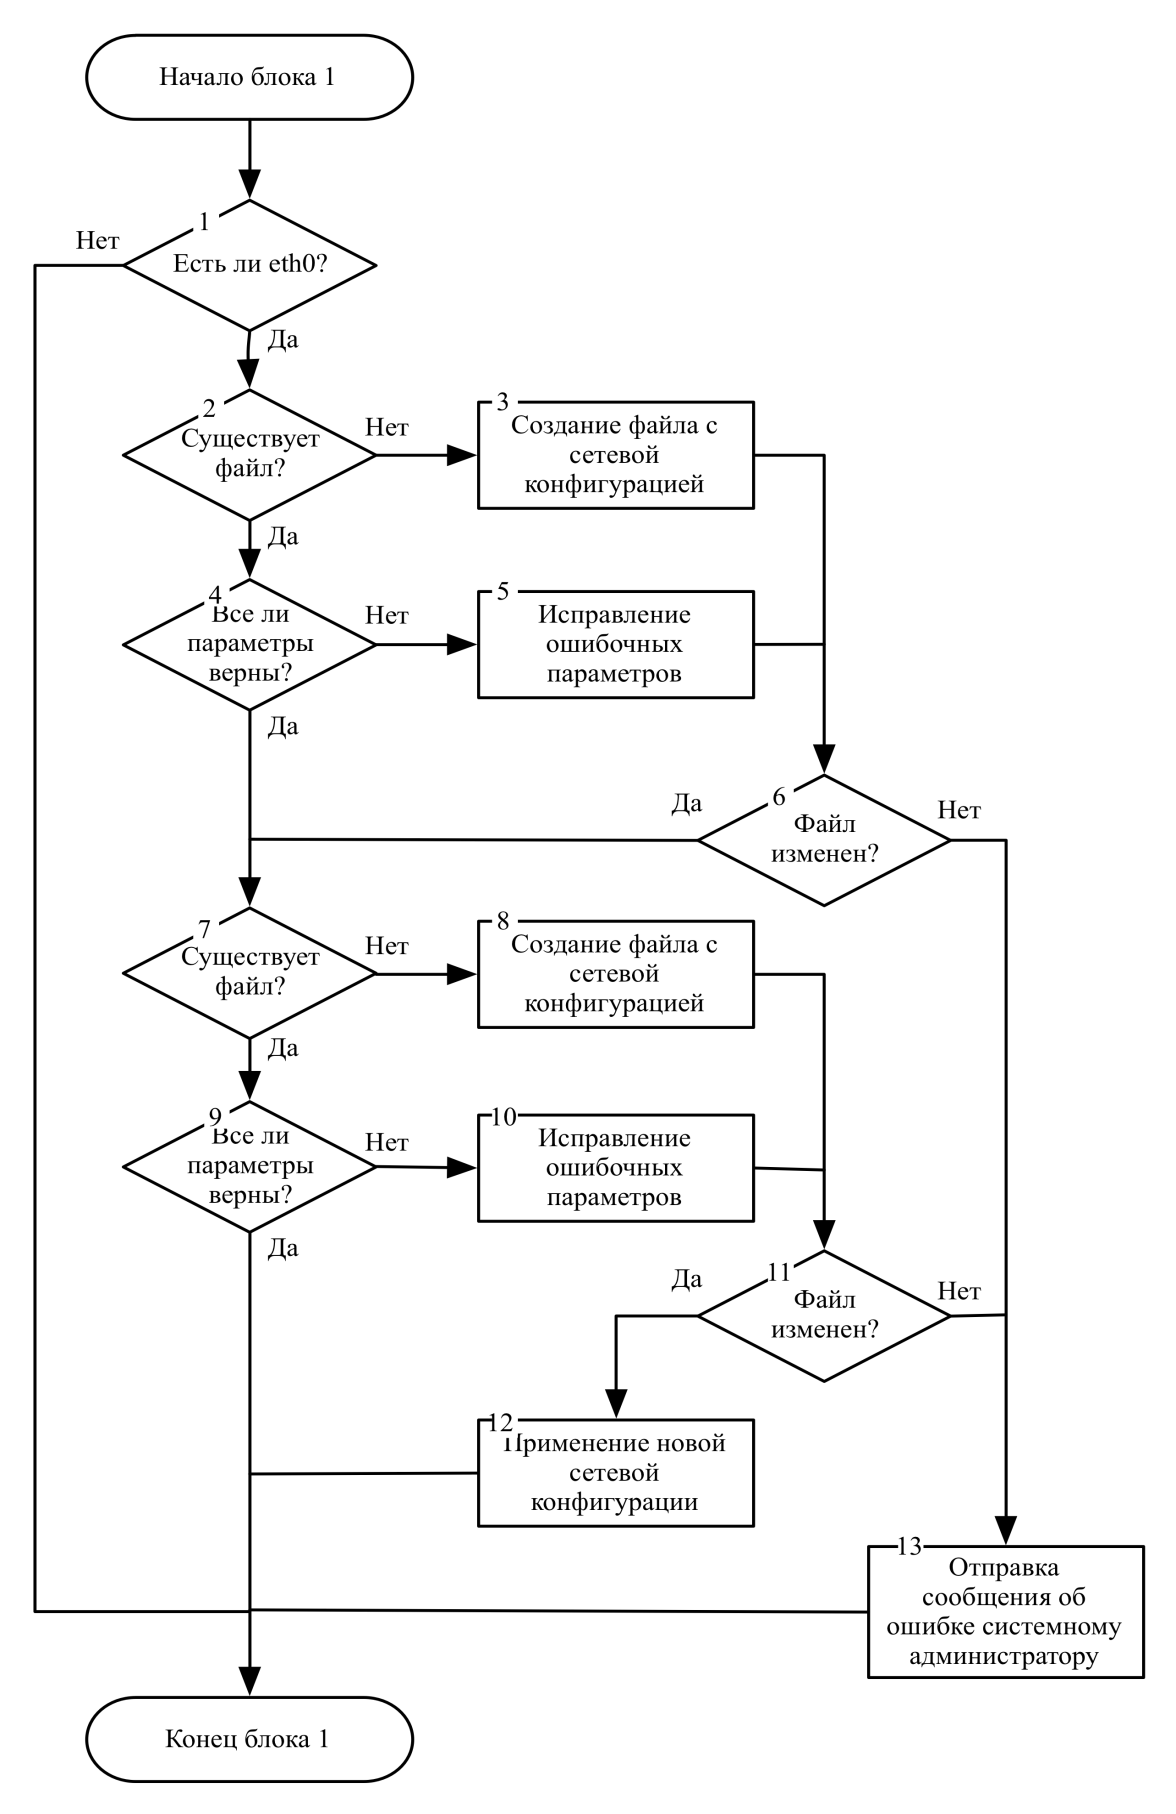 Начало блока 1
1
Нет
Есть ли eth0?
Да
2
Существует
файл?
Нет
3
Создание файла с
сетевой
конфигурацией
Да
4
Все ли
параметры
верны?
Нет
5
Исправление
ошибочных
параметров
Да
Да
6
Файл
изменен?
Нет
7
Существует
файл?
Нет
8
Создание файла с
сетевой
конфигурацией
Да
9
Все ли
параметры
верны?
Нет
10
Исправление
ошибочных
параметров
Да
Да
11
Файл
изменен?
Нет
12
Применение новой
сетевой
конфигурации
13
Отправка
сообщения об
ошибке системному
администратору
Конец блока 1